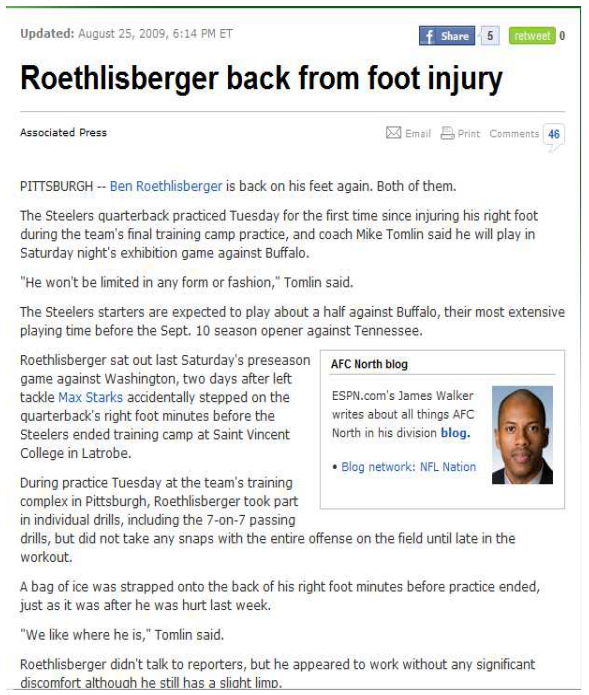 Updated: August 25, 2009, 6:14 PM ET
f Share 5 retweet 0
Roethlisberger back from foot injury
Associated Press
Email Print Comments 46
PITTSBURGH -- Ben Roethlisberger is back on his feet again. Both of them.
The Steelers quarterback practiced Tuesday for the first time since injuring his right foot
during the team's final training camp practice, and coach Mike Tomlin said he will play in
Saturday night's exhibition game against Buffalo.
"He won't be limited in any form or fashion," Tomlin said.
The Steelers starters are expected to play about a half against Buffalo, their most extensive
playing time before the Sept. 10 season opener against Tennessee.
Roethlisberger sat out last Saturday's preseason
game against Washington, two days after left
tackle Max Starks accidentally stepped on the
quarterback's right foot minutes before the
Steelers ended training camp at Saint Vincent
College in Latrobe.
AFC North blog
ESPN.com's James Walker
writes about all things AFC
North in his division blog.
• Blog network: NFL Nation
During practice Tuesday at the team's training
complex in Pittsburgh, Roethlisberger took part
in individual drills, including the 7-on-7 passing
drills, but did not take any snaps with the entire offense on the field until late in the
workout.
A bag of ice was strapped onto the back of his right foot minutes before practice ended,
just as it was after he was hurt last week.
"We like where he is," Tomlin said.
Roethlisberger didn't talk to reporters, but he appeared to work without any significant
discomfort although he still has a slight limp.